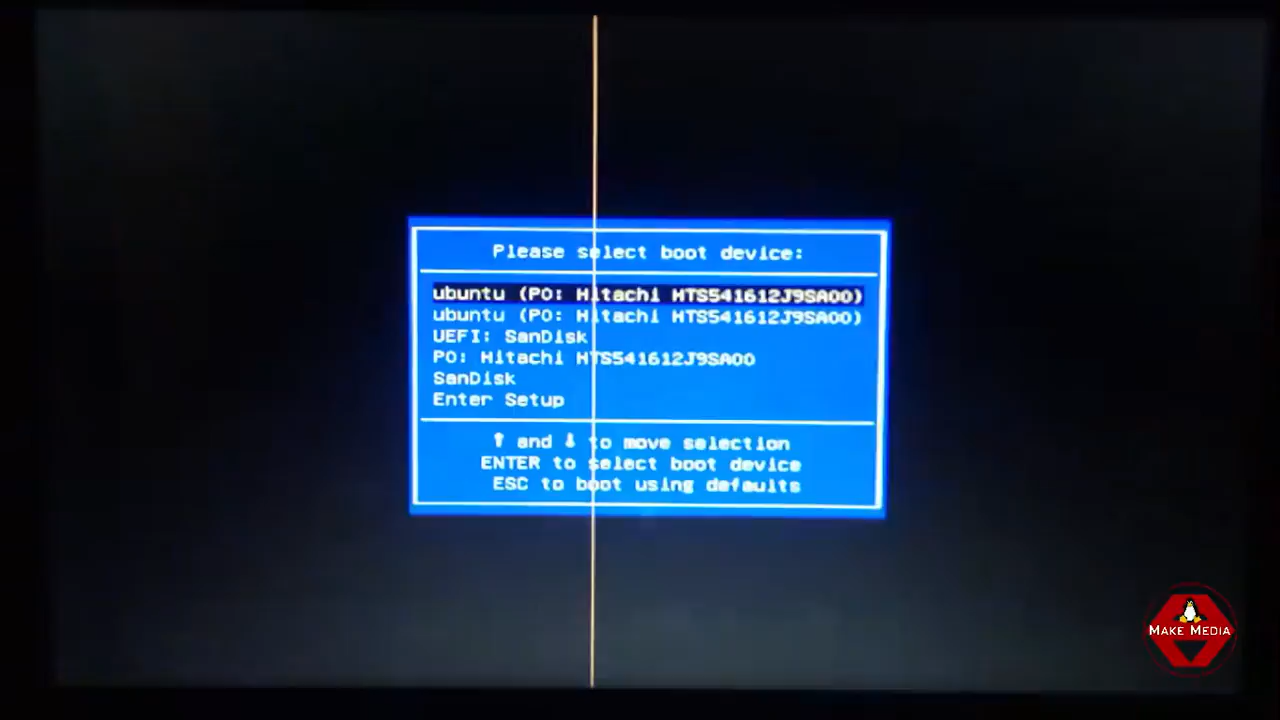 Please select boot device:
ubuntu (P0: Hitachi HTS541612J9SA00)
ubuntu (P0: Hitachi HTS541612J9SA00)
UEFI: SanDisk
P0: Hitachi HTS541612J9SA00
SanDisk
Enter Setup
↑ and ↓ to move selection
ENTER to select boot device
ESC to boot using defaults
MAKE MEDIA